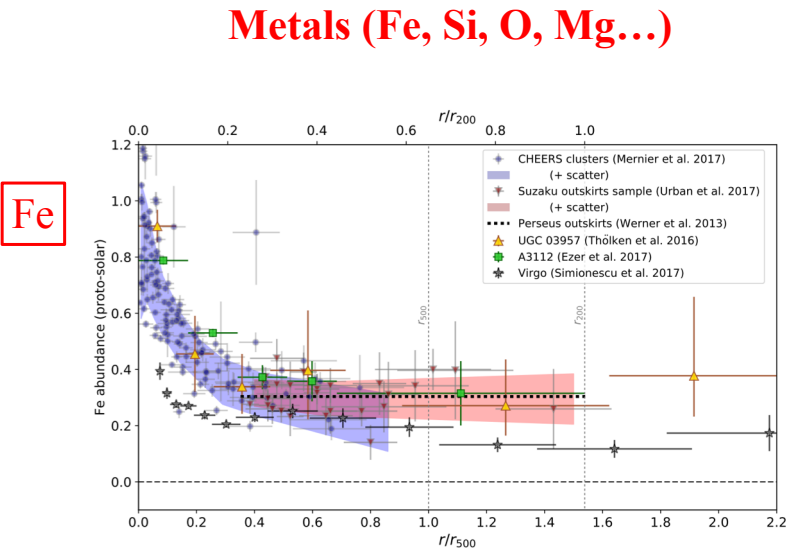 Metals (Fe, Si, O, Mg…)
Fe
r/r200
0.0 0.2 0.4 0.6 0.8 1.0
1.2
1.0
0.8
0.6
0.4
0.2
0.0
Fe abundance (proto-solar)
CHEERS clusters (Mernier et al. 2017)
(+ scatter)
Suzaku outskirts sample (Urban et al. 2017)
(+ scatter)
Perseus outskirts (Werner et al. 2013)
UGC 03957 (Thölken et al. 2016)
A3112 (Ezer et al. 2017)
Virgo (Simionescu et al. 2017)
r500
r200
0.0 0.2 0.4 0.6 0.8 1.0 1.2 1.4 1.6 1.8 2.0 2.2
r/r500